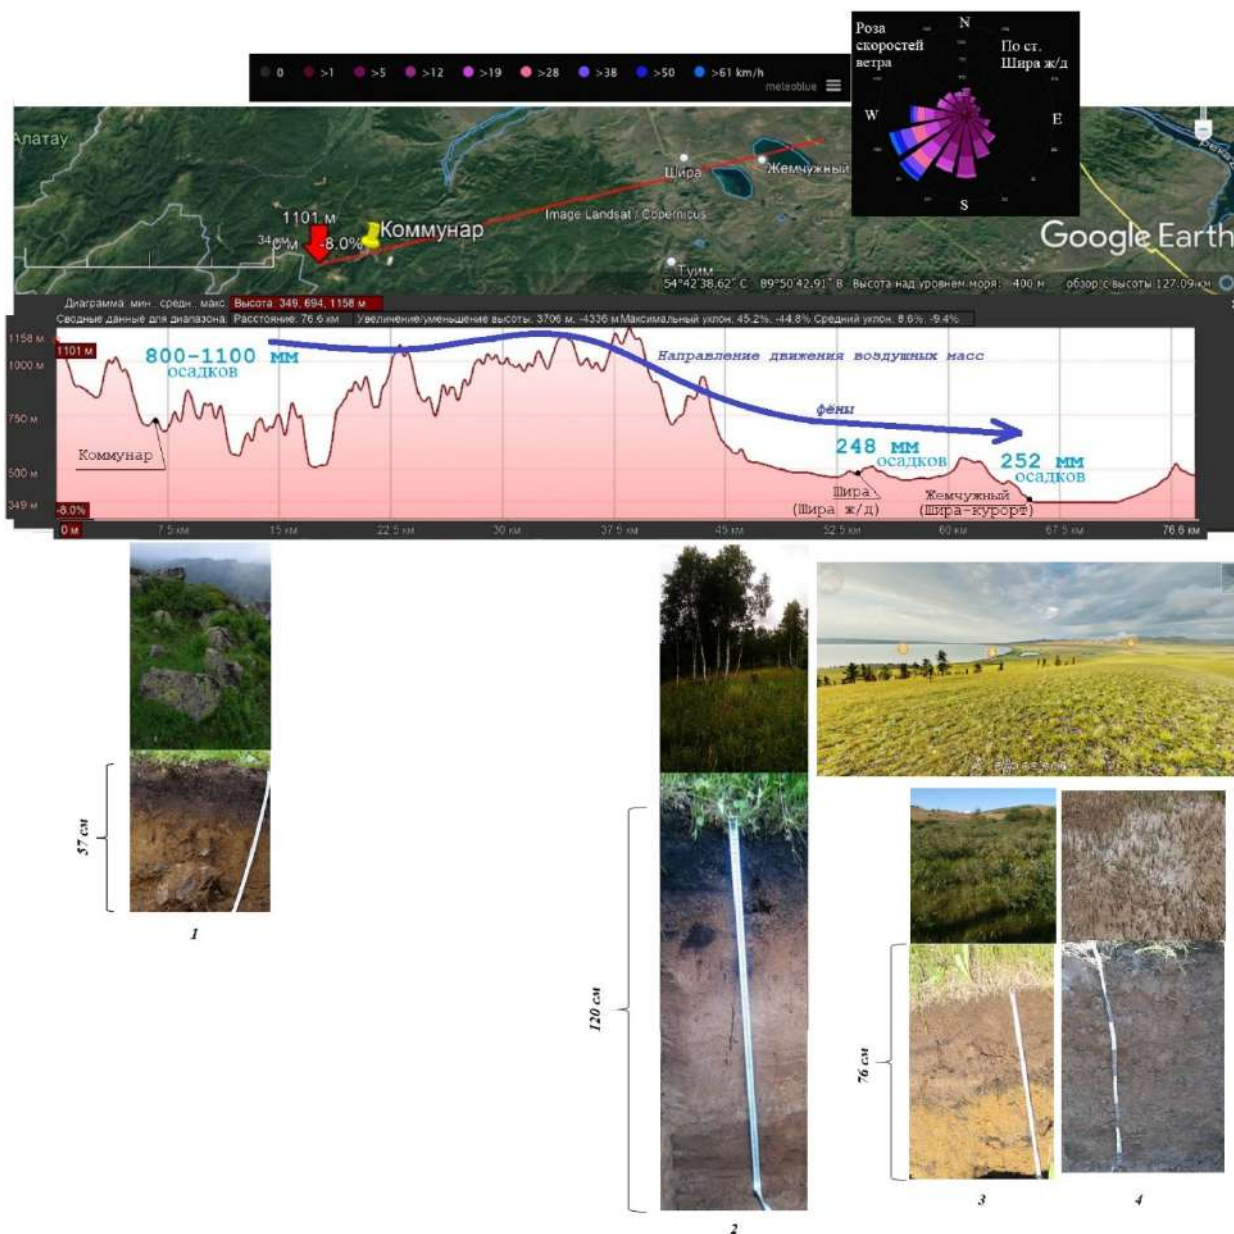 Роза
скоростей
ветра
N
По ст.
Шира ж/д
W
E
S
0 >1 >5 >12 >19 >28 >38 >50 >61 km/h
meteoblue
Алатау
Шира
Жемчужный
река
1101 м
Коммунар
-8.0%
Image Landsat / Copernicus
Туим
Google Earth
54°42'38.62" С 89°50'42.91" В Высота над уровнем моря: 400 м обзор с высоты 127.09 км
Диаграмма: мин., средн., макс. Высота: 349, 694, 1158 м
Сводные данные для диапазона: Расстояние: 76.6 км Увеличение/уменьшение высоты: 3706 м, -4336 м Максимальный уклон: 45.2%, -44.8% Средний уклон: 8.6%, -9.4%
1158 м
1101 м
1000 м
750 м
500 м
349 м
800-1100 мм
осадков
Направление движения воздушных масс
фёны
248 мм
осадков
252 мм
осадков
Коммунар
Шира
(Шира ж/д)
Жемчужный
(Шира-курорт)
-8.0%
0 м 7.5 км 15 км 22.5 км 30 км 37.5 км 45 км 52.5 км 60 км 67.5 км 76.6 км
57 см
1
120 см
2
76 см
3
4